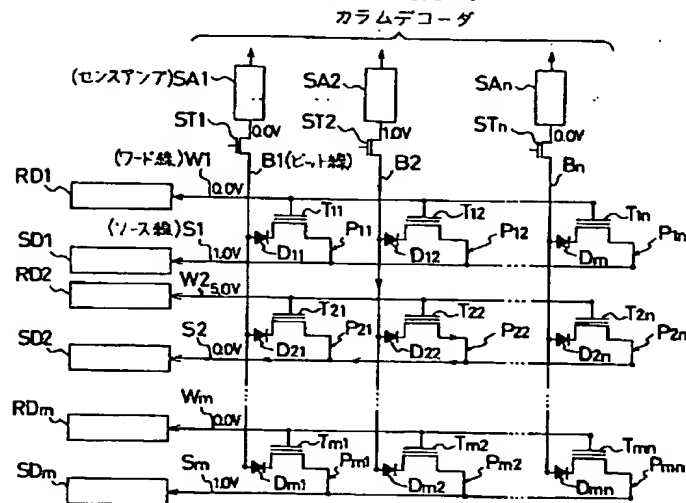 カラムデコーダ
(センスアンプ)SA1 SA2 SAn
ST1 0.0V ST2 1.0V STn 0.0V
(ワード線)W1 B1(ビット線) B2 Bn
RD1 0.0V
T11 T12 T1n
(ソース線)S1 P11 P12 P1n
SD1 1.0V D11 D12 Dm
RD2 W2 5.0V
T21 T22 T2n
S2 P21 P22 P2n
SD2 0.0V D21 D22 D2n
RDm Wm 0.0V
Tm1 Tm2 Tmn
Sm Pm1 Pm2 Pmn
SDm 1.0V Dm1 Dm2 Dmn